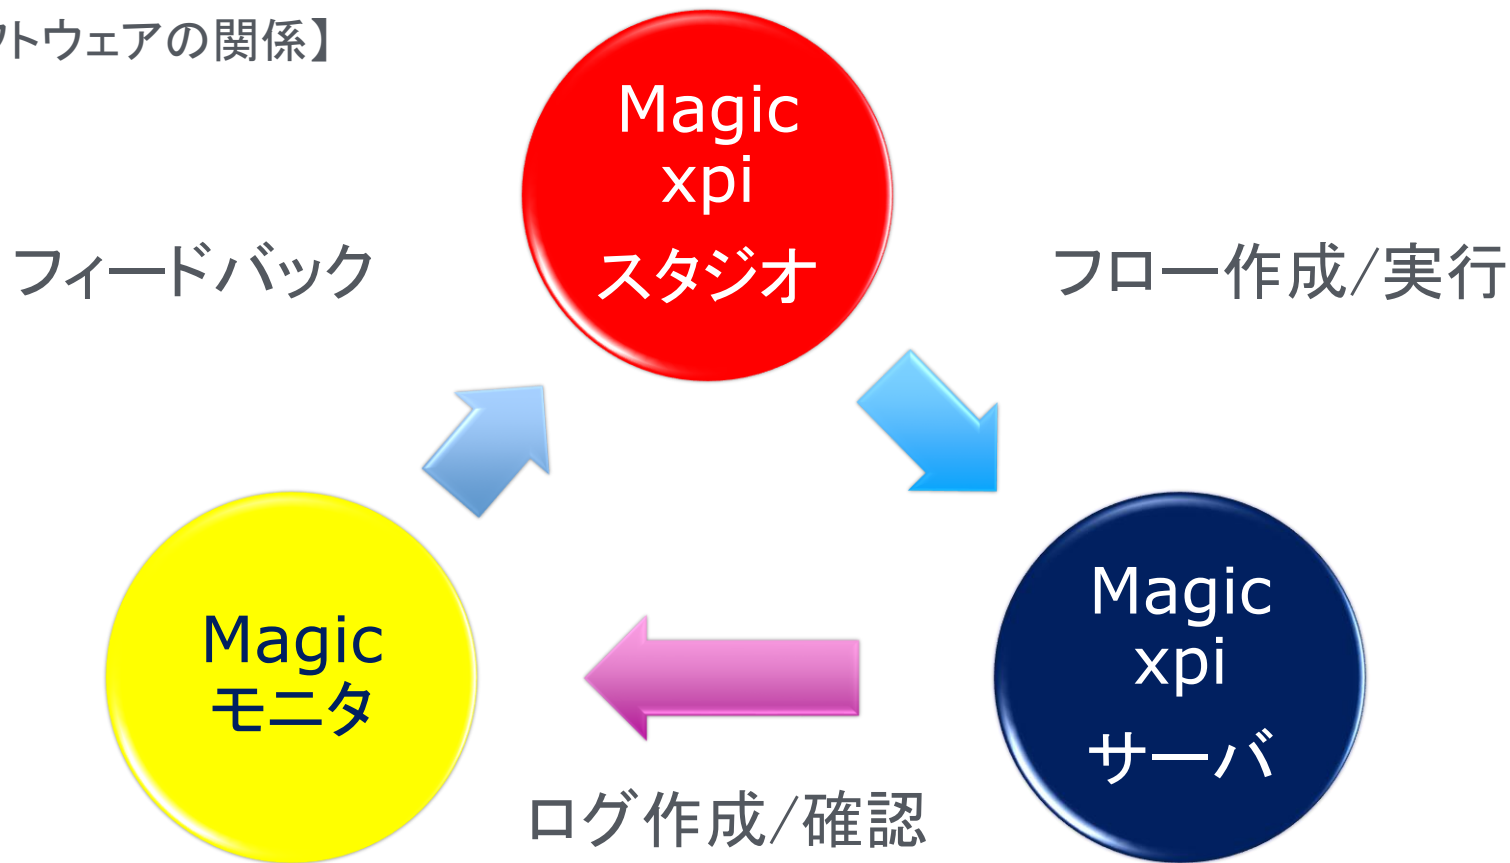 フトウェアの関係】
Magic
xpi
スタジオ
フィードバック
フロー作成/実行
Magic
モニタ
Magic
xpi
サーバ
ログ作成/確認